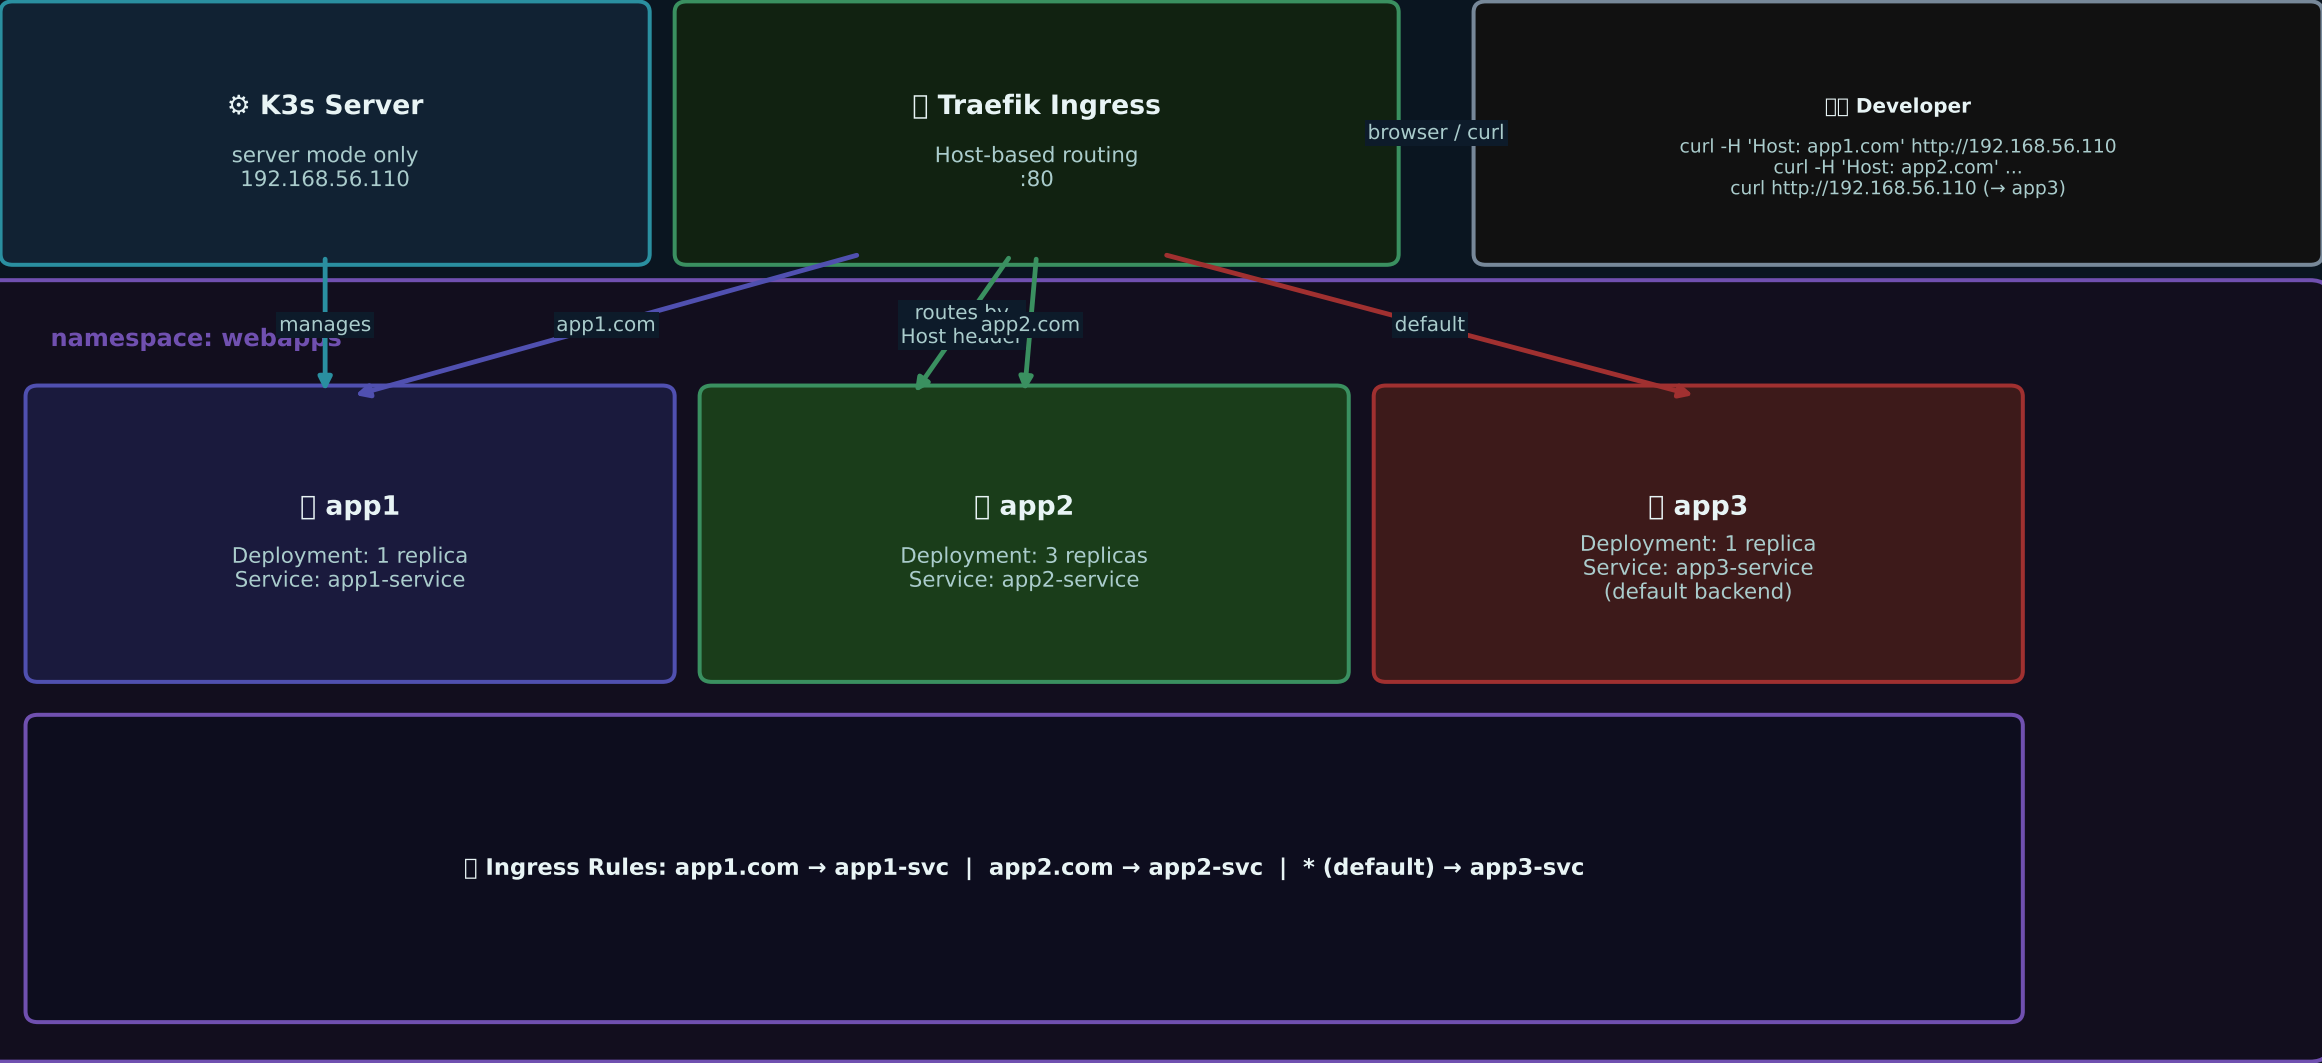 ⚙ K3s Server
server mode only
192.168.56.110
Traefik Ingress
Host-based routing
:80
browser / curl
Developer
curl -H 'Host: app1.com' http://192.168.56.110
curl -H 'Host: app2.com' ...
curl http://192.168.56.110 (→ app3)
namespace: webapps
manages
app1.com
routes by
Host header
app2.com
default
app1
Deployment: 1 replica
Service: app1-service
app2
Deployment: 3 replicas
Service: app2-service
app3
Deployment: 1 replica
Service: app3-service
(default backend)
Ingress Rules: app1.com → app1-svc | app2.com → app2-svc | * (default) → app3-svc